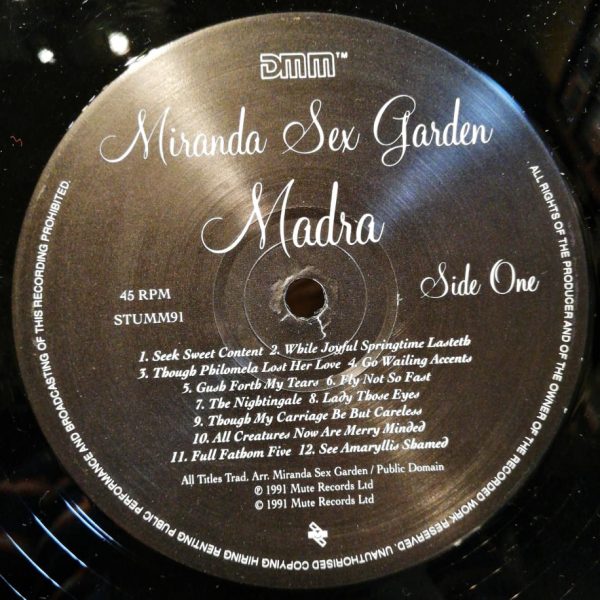 DMM™
Miranda Sex Garden
Madra
Side One
45 RPM
STUMM91
1. Seek Sweet Content 2. While Joyful Springtime Lasteth
3. Though Philomela Lost Her Love 4. Go Wailing Accents
5. Gush Forth My Tears 6. Fly Not So Fast
7. The Nightingale 8. Lady Those Eyes
9. Though My Carriage Be But Careless
10. All Creatures Now Are Merry Minded
11. Full Fathom Five 12. See Amaryllis Shamed
All Titles Trad. Arr. Miranda Sex Garden / Public Domain
℗ 1991 Mute Records Ltd
© 1991 Mute Records Ltd
ALL RIGHTS OF THE PRODUCER AND OF THE OWNER OF THE RECORDED WORK RESERVED. UNAUTHORISED COPYING HIRING RENTING PUBLIC PERFORMANCE AND BROADCASTING OF THIS RECORDING PROHIBITED.